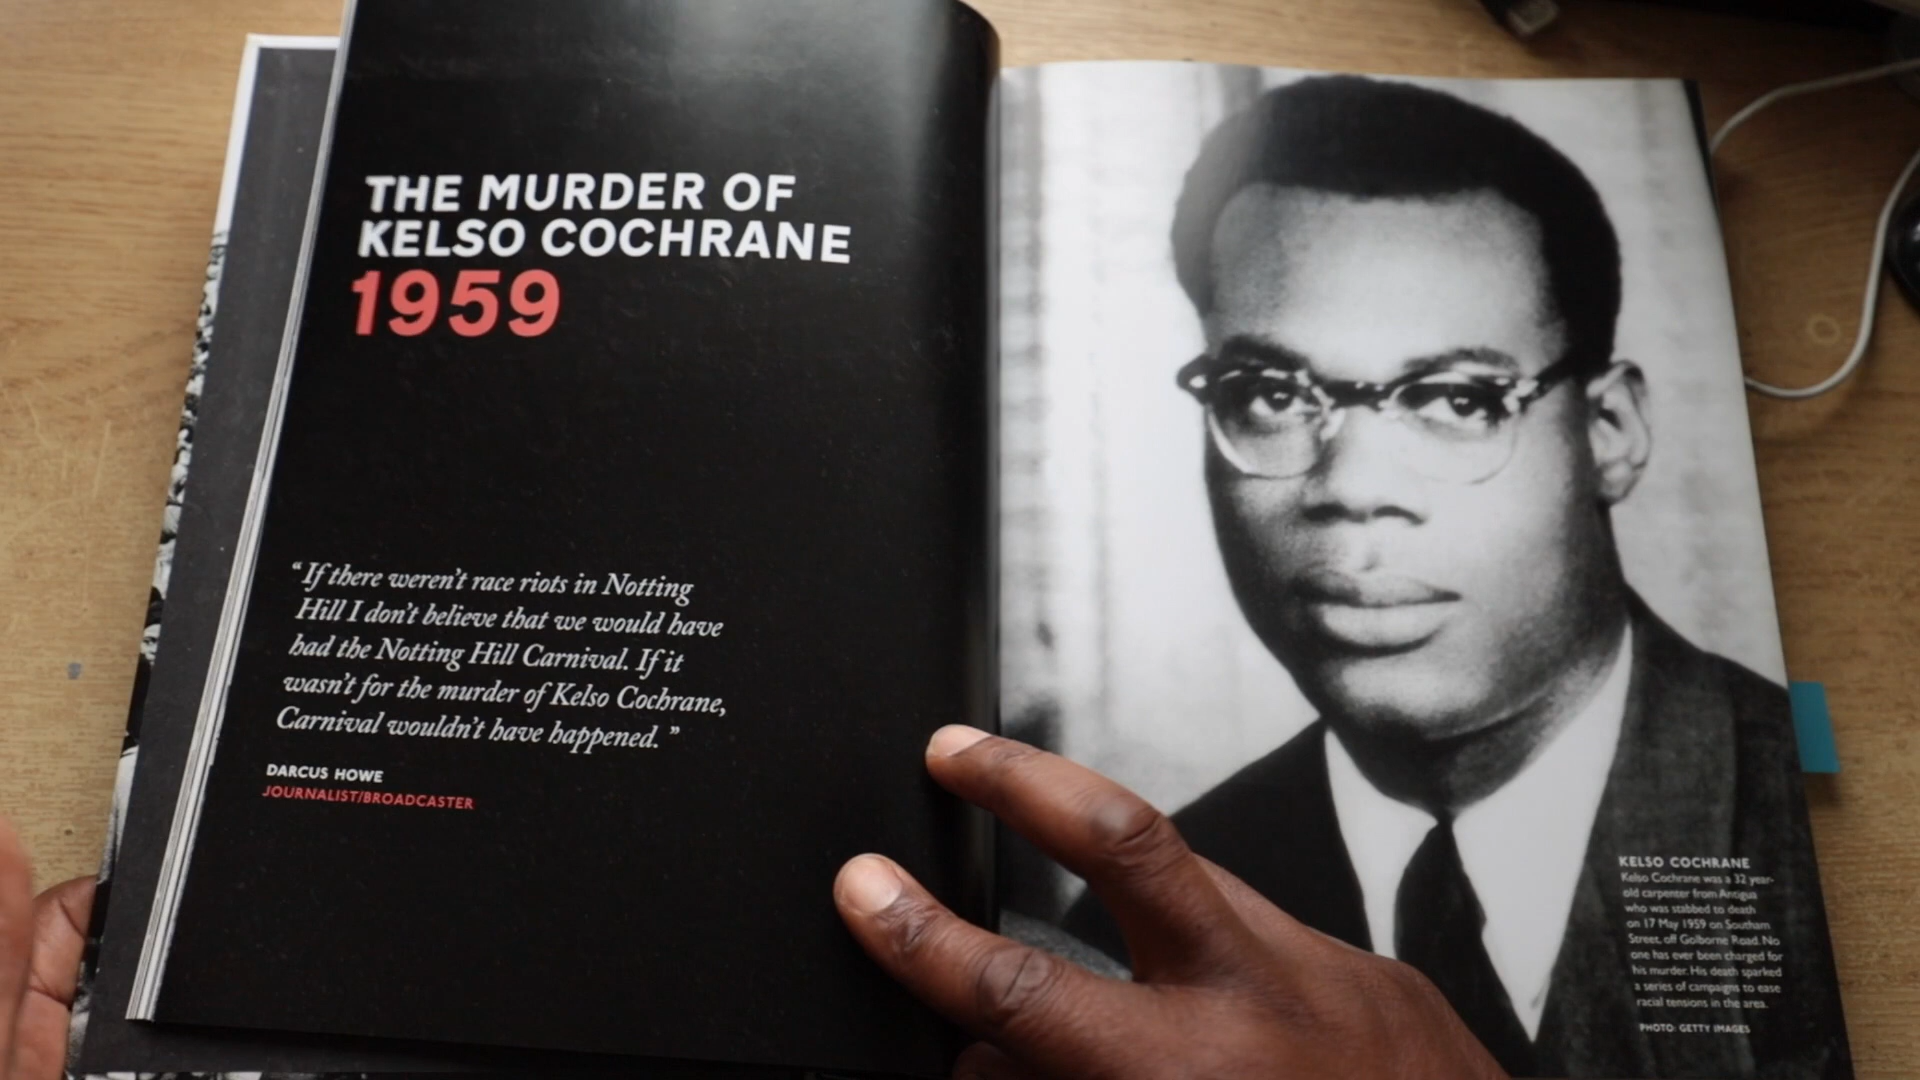 THE MURDER OF
KELSO COCHRANE
1959
“If there weren’t race riots in Notting
Hill I don’t believe that we would have
had the Notting Hill Carnival. If it
wasn’t for the murder of Kelso Cochrane,
Carnival wouldn’t have happened.”
DARCUS HOWE
JOURNALIST/BROADCASTER
KELSO COCHRANE
Kelso Cochrane was a 32 year-
old carpenter from Antigua
who was stabbed to death
on 17 May 1959 on Southam
Street, off Golborne Road. No
one has ever been charged for
his murder. His death sparked
a series of campaigns to ease
racial tensions in the area.
PHOTO: GETTY IMAGES